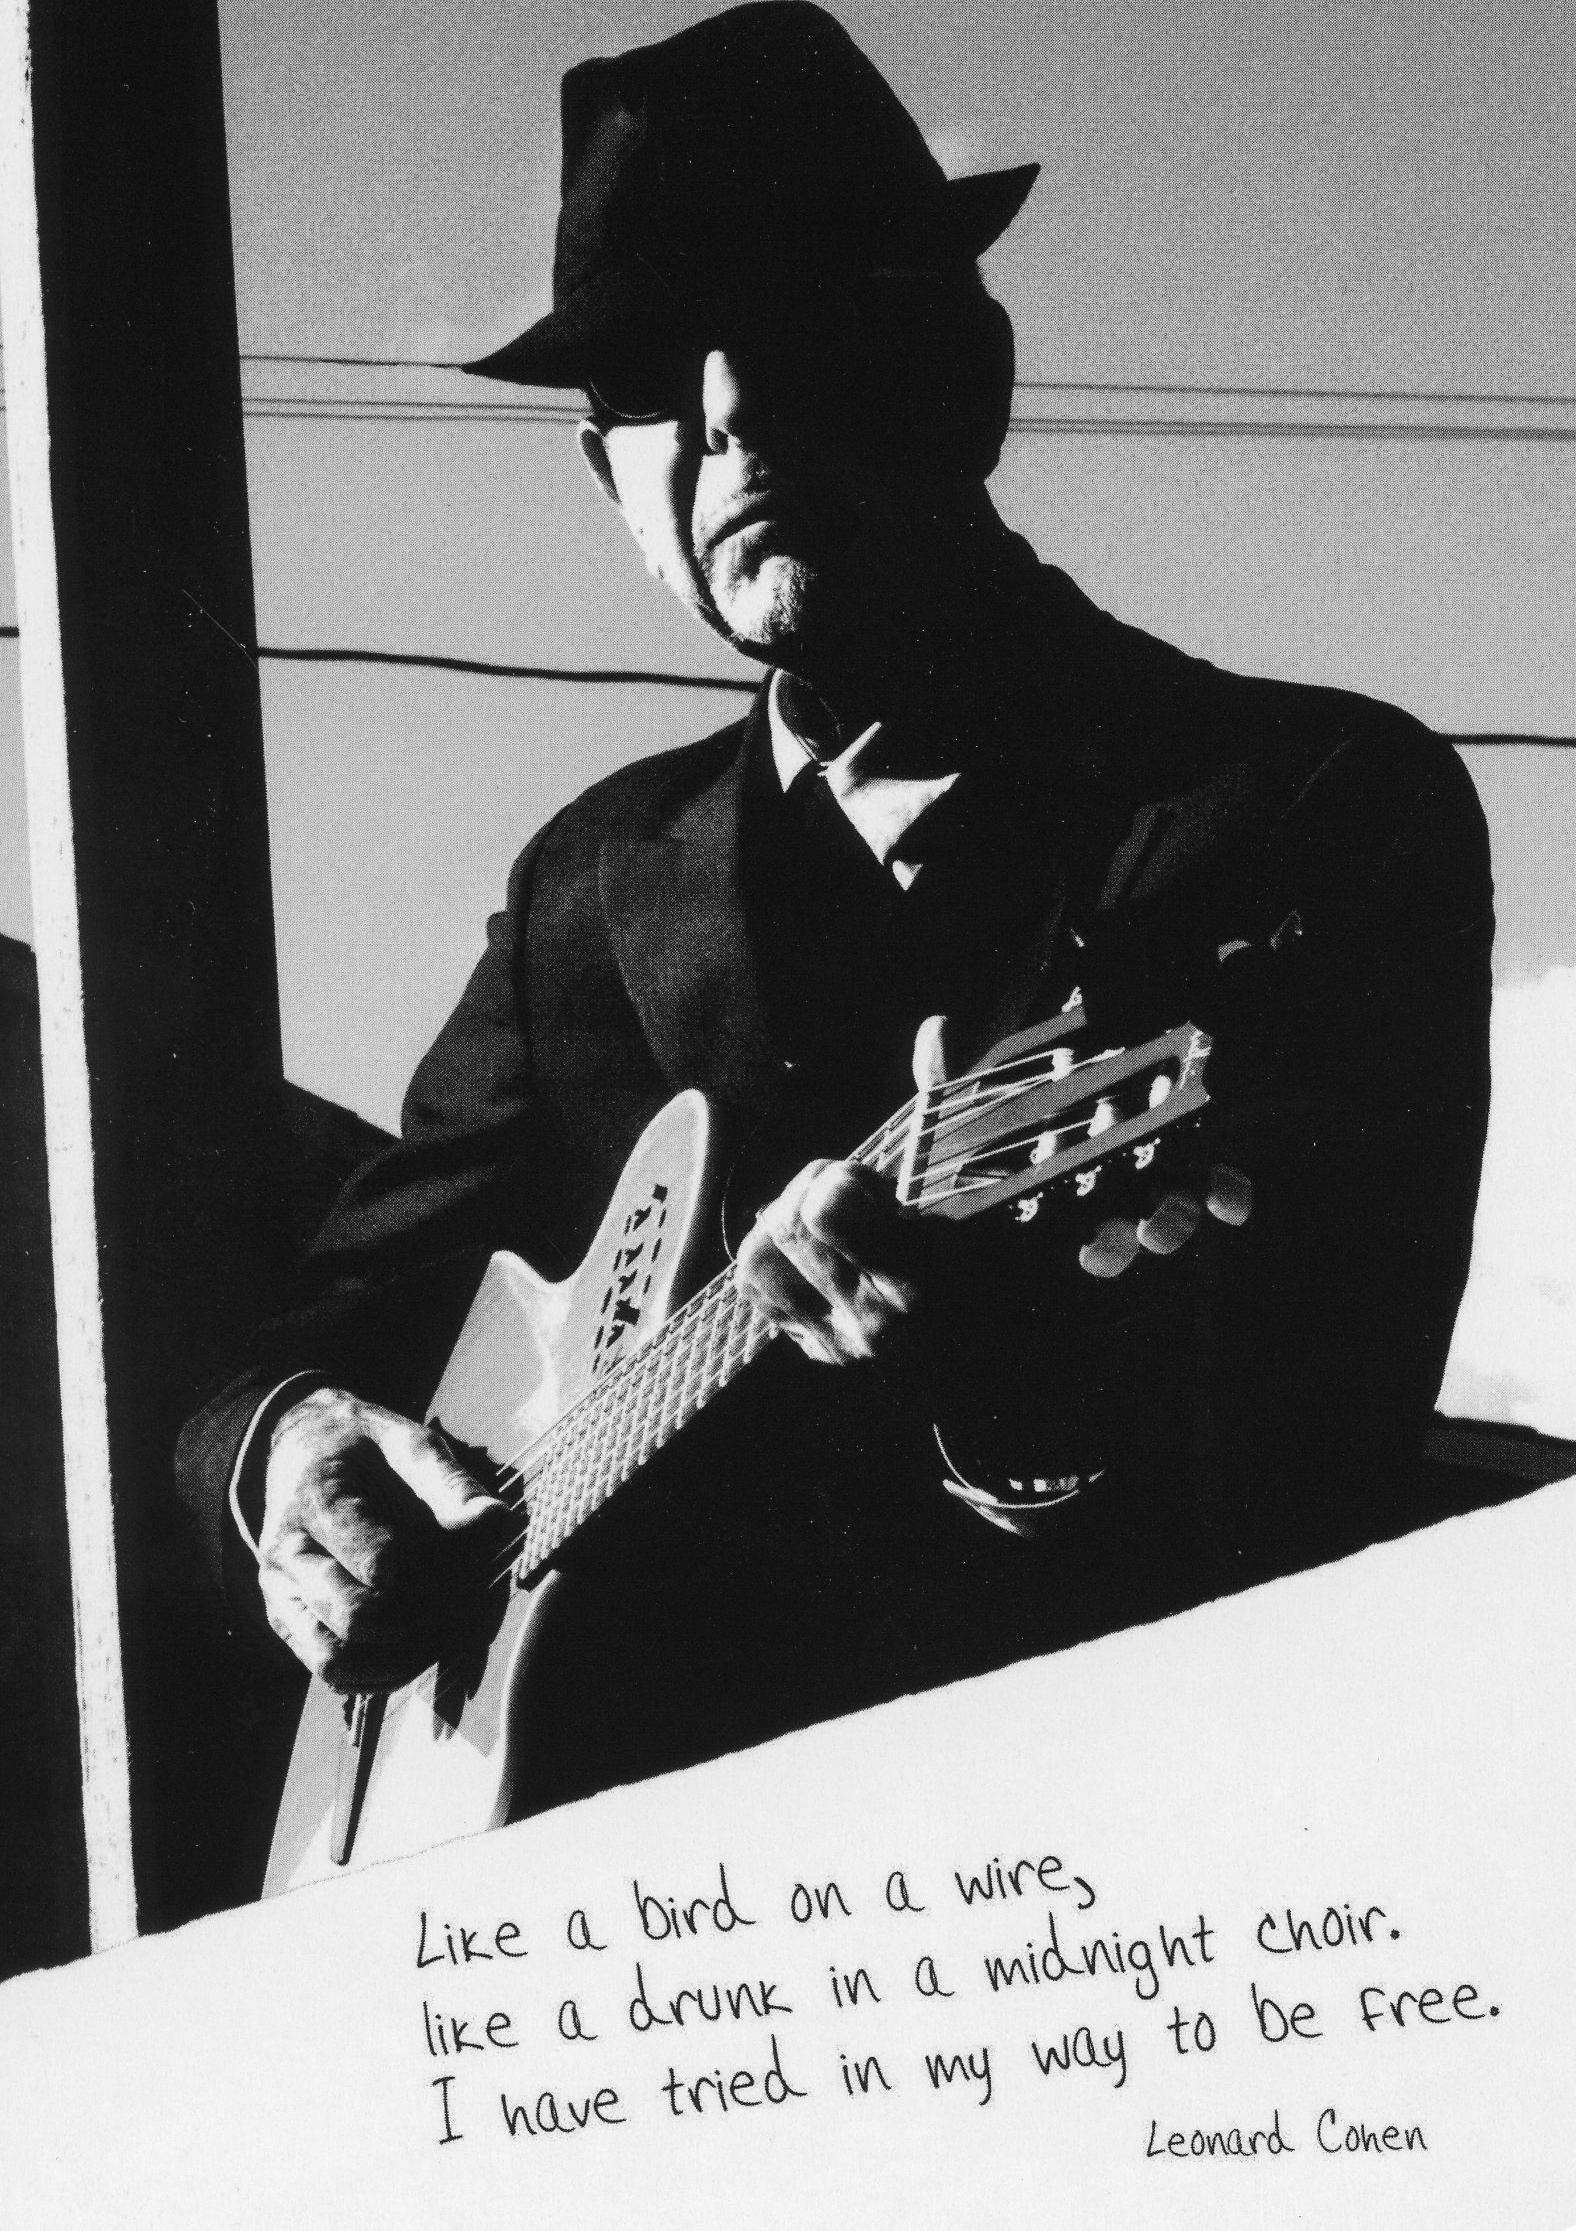 Like a bird on a wire,
like a drunk in a midnight choir.
I have tried in my way to be free.
Leonard Cohen